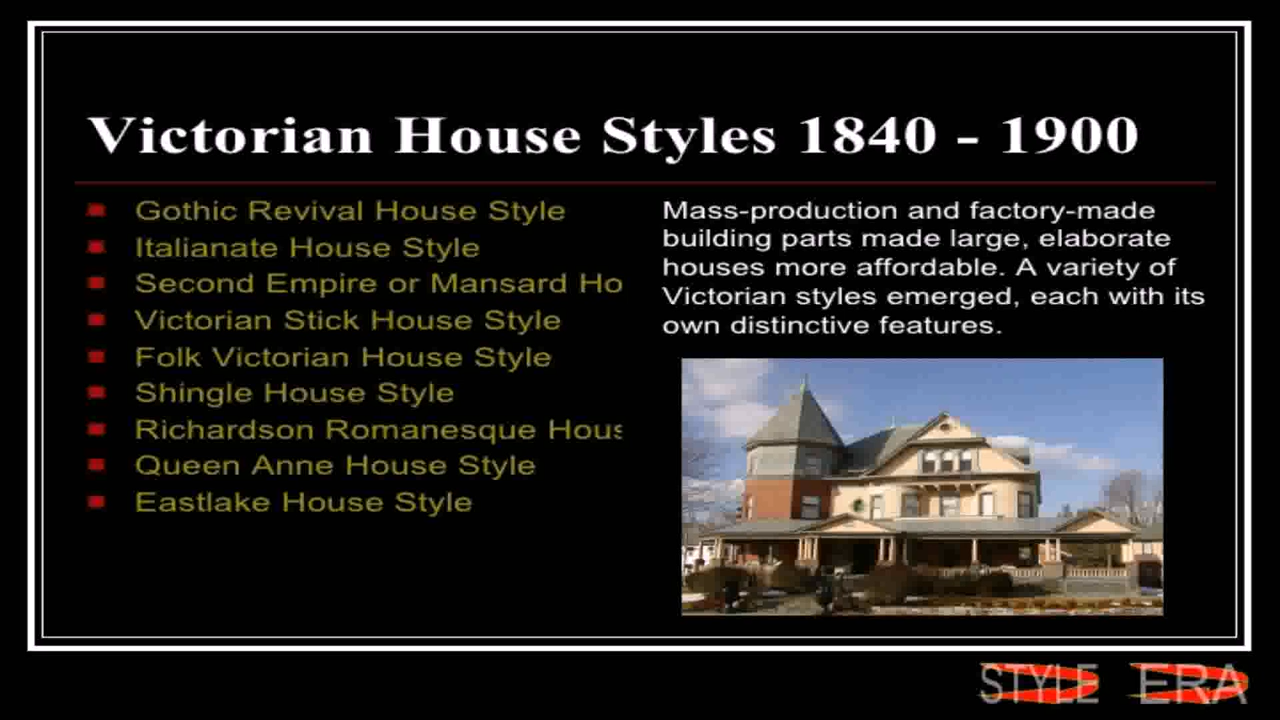 Victorian House Styles 1840 - 1900
Gothic Revival House Style
Italianate House Style
Second Empire or Mansard Ho
Victorian Stick House Style
Folk Victorian House Style
Shingle House Style
Richardson Romanesque Hous
Queen Anne House Style
Eastlake House Style
Mass-production and factory-made
building parts made large, elaborate
houses more affordable. A variety of
Victorian styles emerged, each with its
own distinctive features.
STYLE ERA